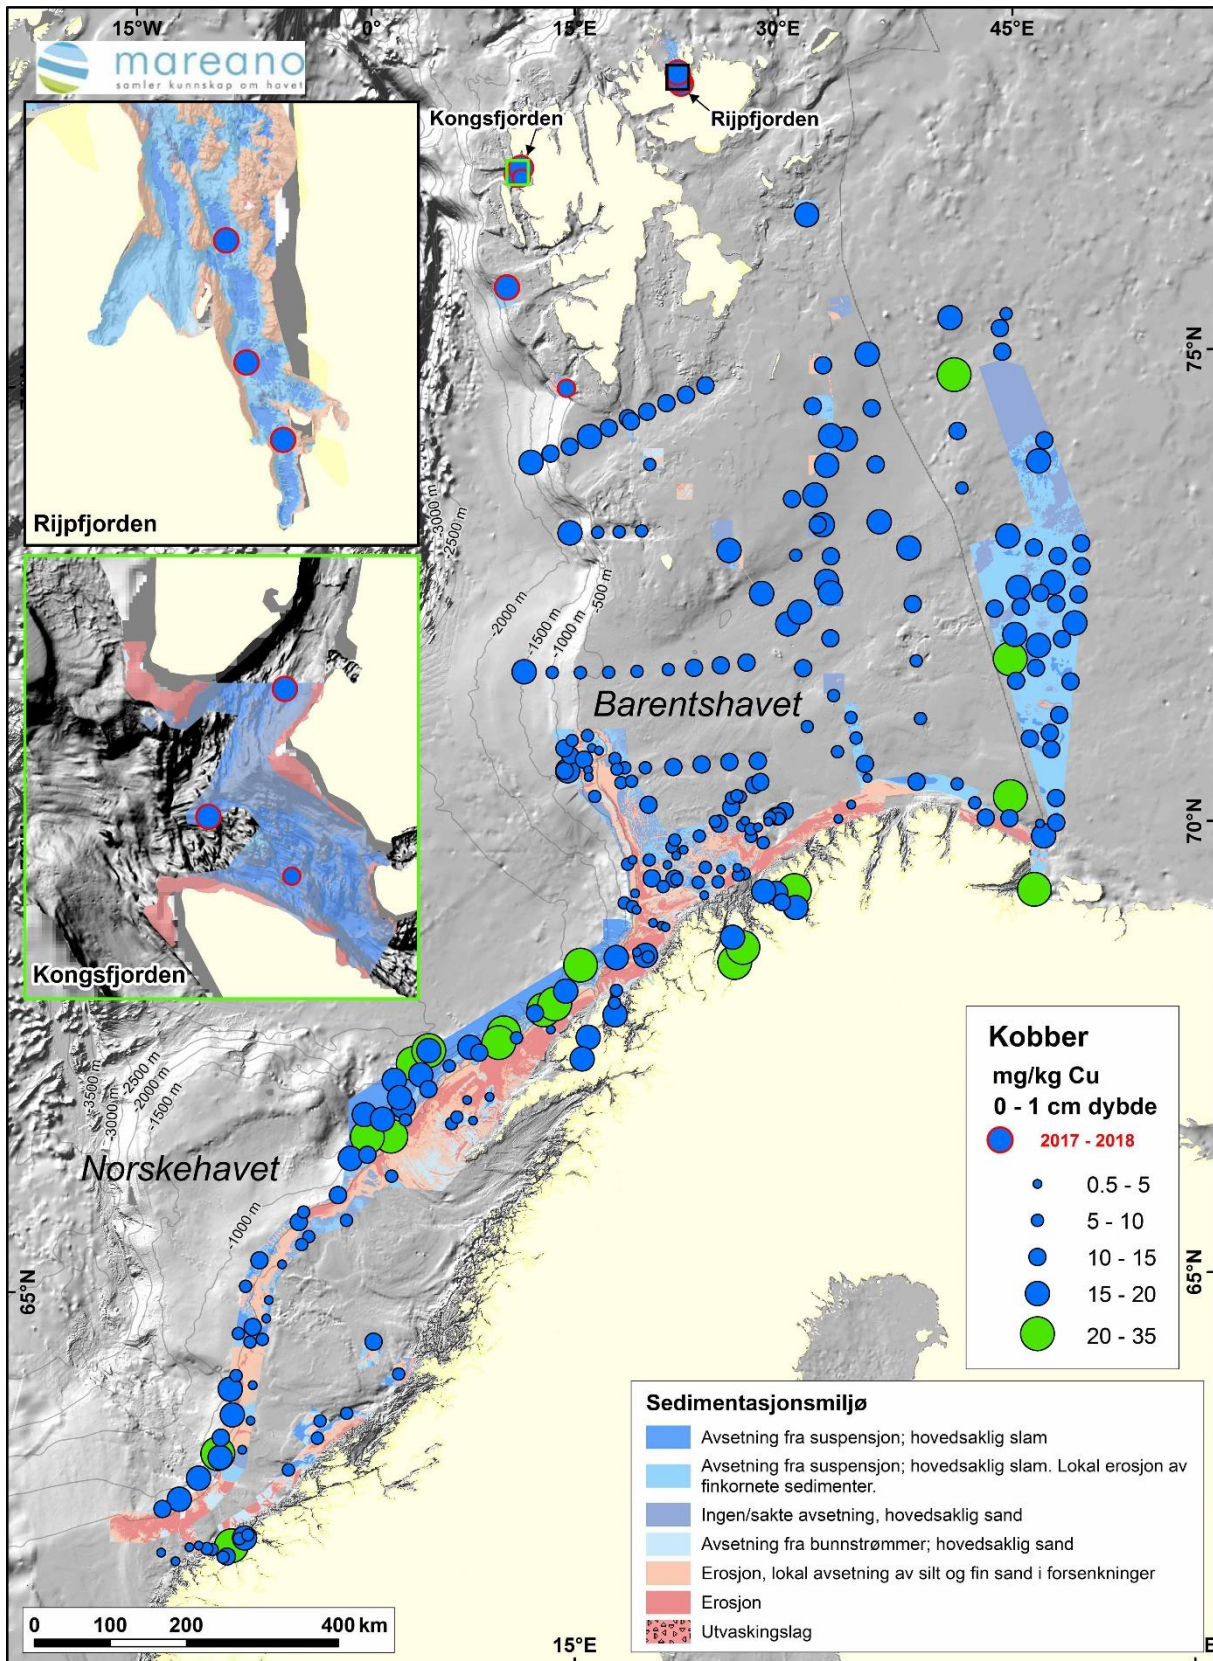 15°W
0°
15°E
30°E
45°E
mareano
samler kunnskap om havet
Kongsfjorden
Rijpfjorden
75°N
Rijpfjorden
-3000 m
-2500 m
-2000 m
-1500 m
-1000 m
-500 m
Barentshavet
70°N
Kongsfjorden
-3500 m
-3000 m
-2500 m
-2000 m
-1500 m
Norskehavet
-1000 m
65°N
65°N
Kobber
mg/kg Cu
0 - 1 cm dybde
2017 - 2018
0.5 - 5
5 - 10
10 - 15
15 - 20
20 - 35
Sedimentasjonsmiljø
Avsetning fra suspensjon; hovedsaklig slam
Avsetning fra suspensjon; hovedsaklig slam. Lokal erosjon av
finkornete sedimenter.
Ingen/sakte avsetning, hovedsaklig sand
Avsetning fra bunnstrømmer; hovedsaklig sand
Erosjon, lokal avsetning av silt og fin sand i forsenkninger
Erosjon
Utvaskingslag
0 100 200 400 km
15°E